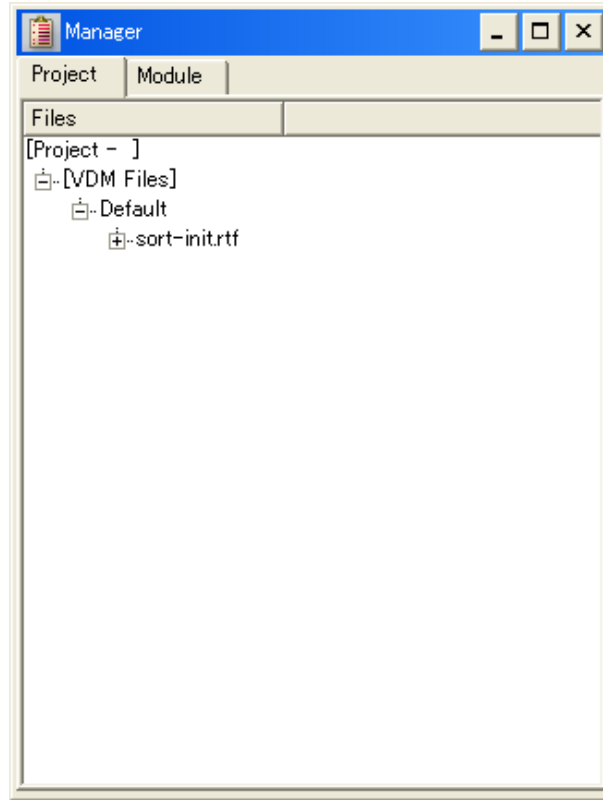 Manager
Project Module
Files
[Project - ]
[VDM Files]
Default
sort-init.rtf